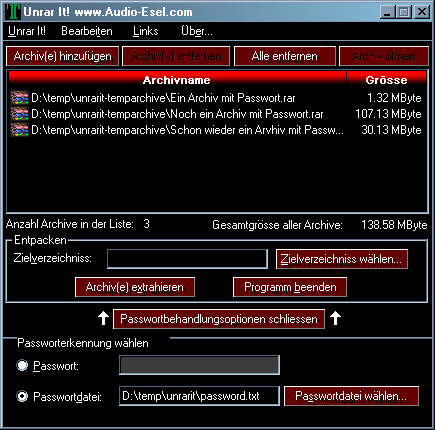 Unrar It! www.Audio-Esel.com
Unrar It! Bearbeiten Links Über...
Archiv(e) hinzufügen Archiv(e) entfernen Alle entfernen Archiv öffnen
Archivname Grösse
D:\temp\unrarit-temparchive\Ein Archiv mit Passwort.rar 1.32 MByte
D:\temp\unrarit-temparchive\Noch ein Archiv mit Passwort.rar 107.13 MByte
D:\temp\unrarit-temparchive\Schon wieder ein Arvhiv mit Passw... 30.13 MByte
Anzahl Archive in der Liste: 3 Gesamtgrösse aller Archive: 138.58 MByte
Entpacken
Zielverzeichniss: Zielverzeichniss wählen...
Archiv(e) extrahieren Programm beenden
Passwortbehandlungsoptionen schliessen
Passworterkennung wählen
Passwort:
Passwortdatei: D:\temp\unrarit\password.txt Passwortdatei wählen...